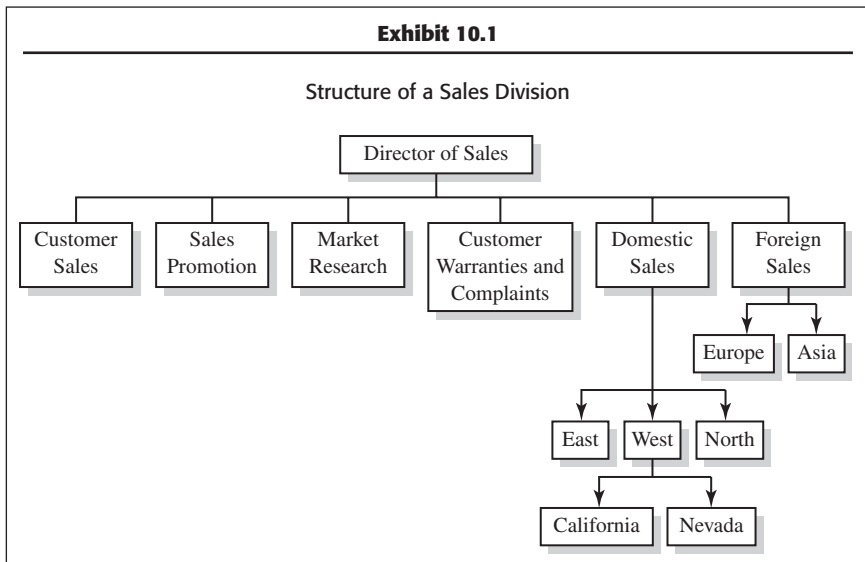 Exhibit 10.1
Structure of a Sales Division
Director of Sales
Customer
Sales
Sales
Promotion
Market
Research
Customer
Warranties and
Complaints
Domestic
Sales
Foreign
Sales
Europe
Asia
East
West
North
California
Nevada